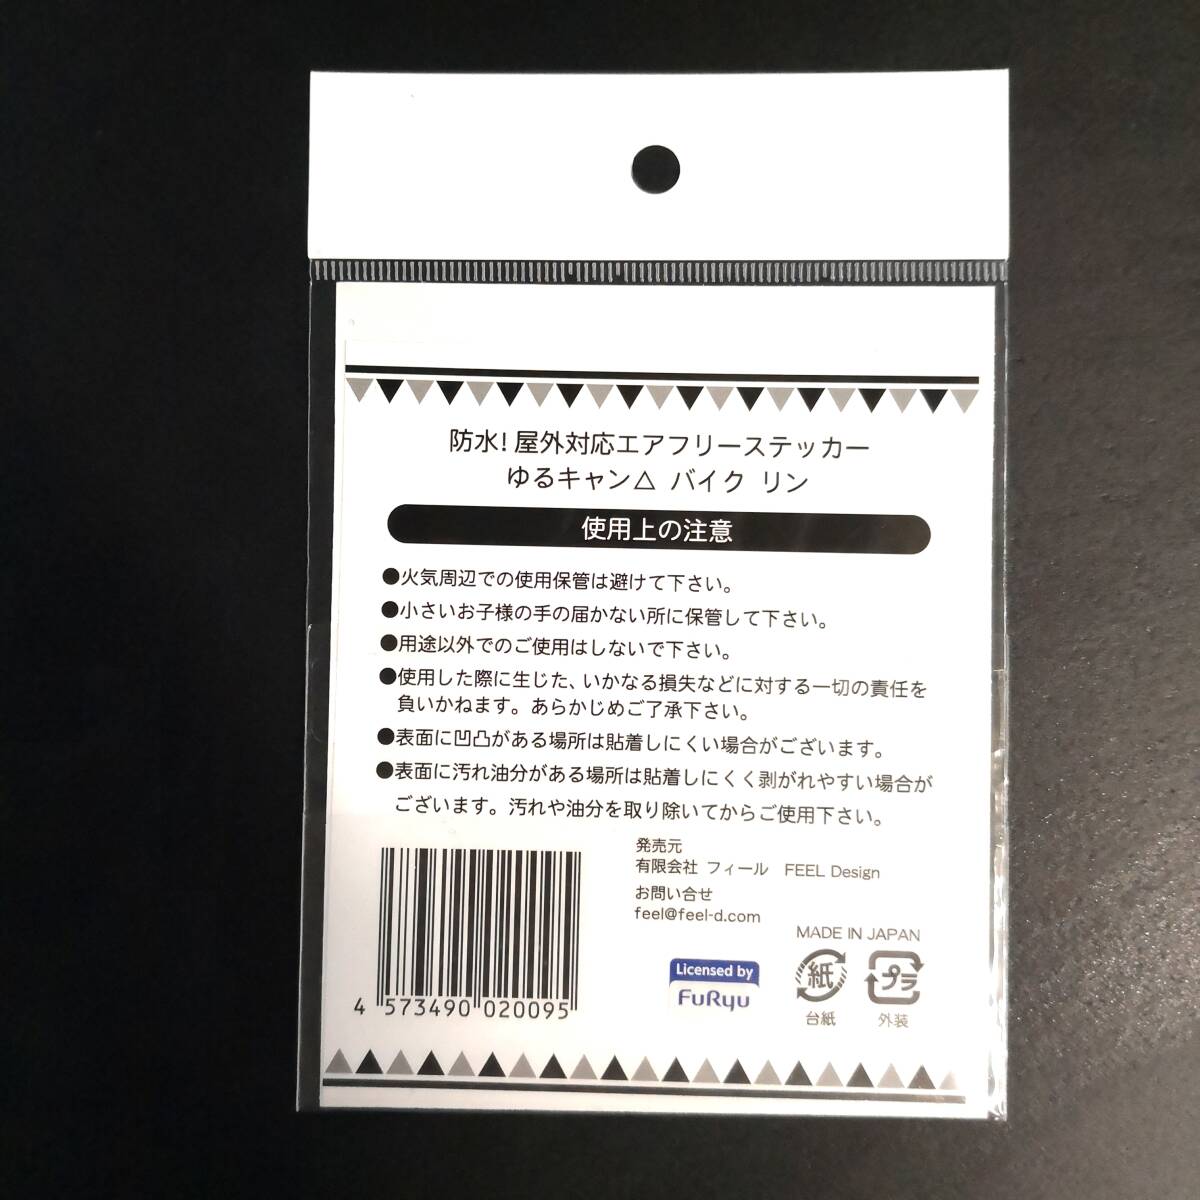 防水! 屋外対応エアフリーステッカー
ゆるキャン△ バイク リン
使用上の注意
●火気周辺での使用保管は避けて下さい。
●小さいお子様の手の届かない所に保管して下さい。
●用途以外でのご使用はしないで下さい。
●使用した際に生じた、いかなる損失などに対する一切の責任を
負いかねます。あらかじめご了承下さい。
●表面に凹凸がある場所は貼着しにくい場合がございます。
●表面に汚れ油分がある場所は貼着しにくく剥がれやすい場合が
ございます。汚れや油分を取り除いてからご使用下さい。
発売元
有限会社 フィール FEEL Design
お問い合せ
feel@feel-d.com
MADE IN JAPAN
Licensed by
FuRyu
紙
プラ
台紙
外装
4 573490 020095